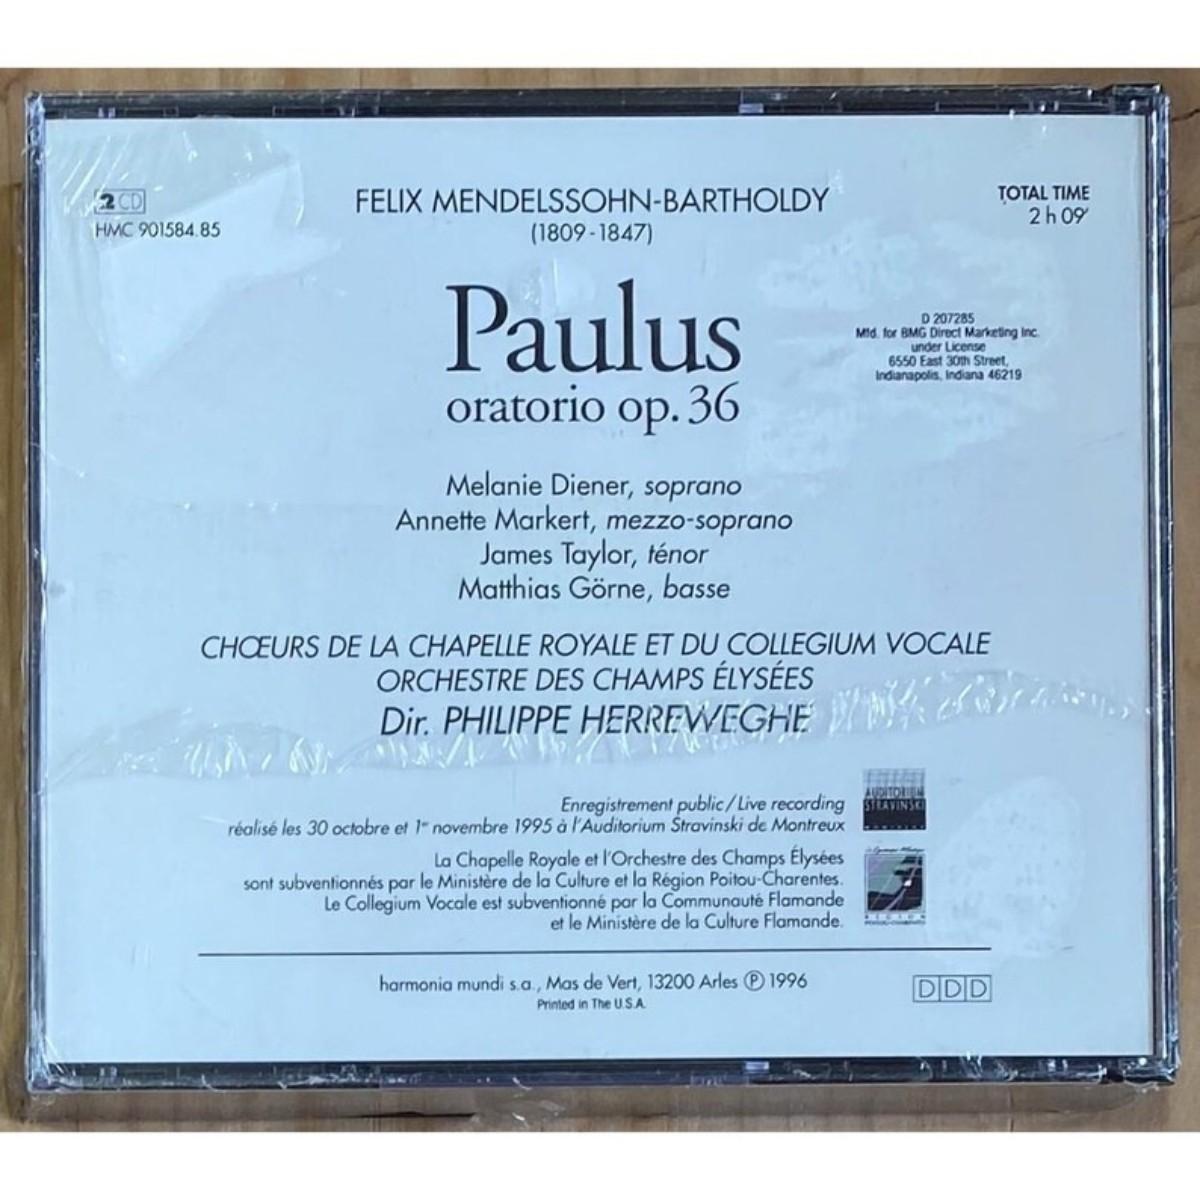 2 CD
HMC 901584.85
FELIX MENDELSSOHN-BARTHOLDY
(1809-1847)
TOTAL TIME
2 h 09'
Paulus
oratorio op. 36
D 207285
Mfd. for BMG Direct Marketing Inc.
under License
6550 East 30th Street,
Indianapolis, Indiana 46219
Melanie Diener, soprano
Annette Markert, mezzo-soprano
James Taylor, ténor
Matthias Görne, basse
CHŒURS DE LA CHAPELLE ROYALE ET DU COLLEGIUM VOCALE
ORCHESTRE DES CHAMPS ÉLYSÉES
Dir. PHILIPPE HERREWEGHE
Enregistrement public/Live recording
réalisé les 30 octobre et 1er novembre 1995 à l'Auditorium Stravinski de Montreux
AUDITORIUM
STRAVINSKI
La Chapelle Royale et l'Orchestre des Champs Élysées
sont subventionnés par le Ministère de la Culture et la Région Poitou-Charentes.
Le Collegium Vocale est subventionné par la Communauté Flamande
et le Ministère de la Culture Flamande.
REGION
POITOU-CHARENTES
harmonia mundi s.a., Mas de Vert, 13200 Arles ℗ 1996
Printed in The U.S.A.
DDD